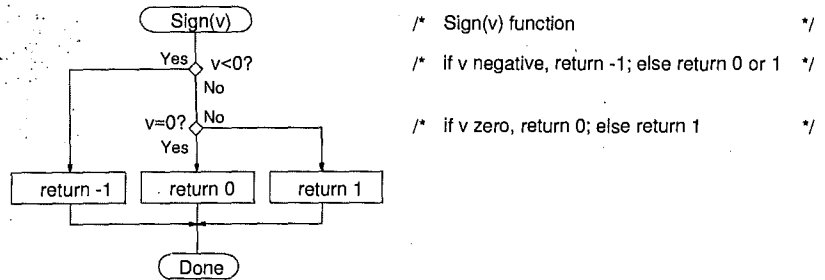 Sign(v) /* Sign(v) function */
Yes v<0? /* if v negative, return -1; else return 0 or 1 */
No
v=0? No /* if v zero, return 0; else return 1 */
Yes
return -1 return 0 return 1
Done